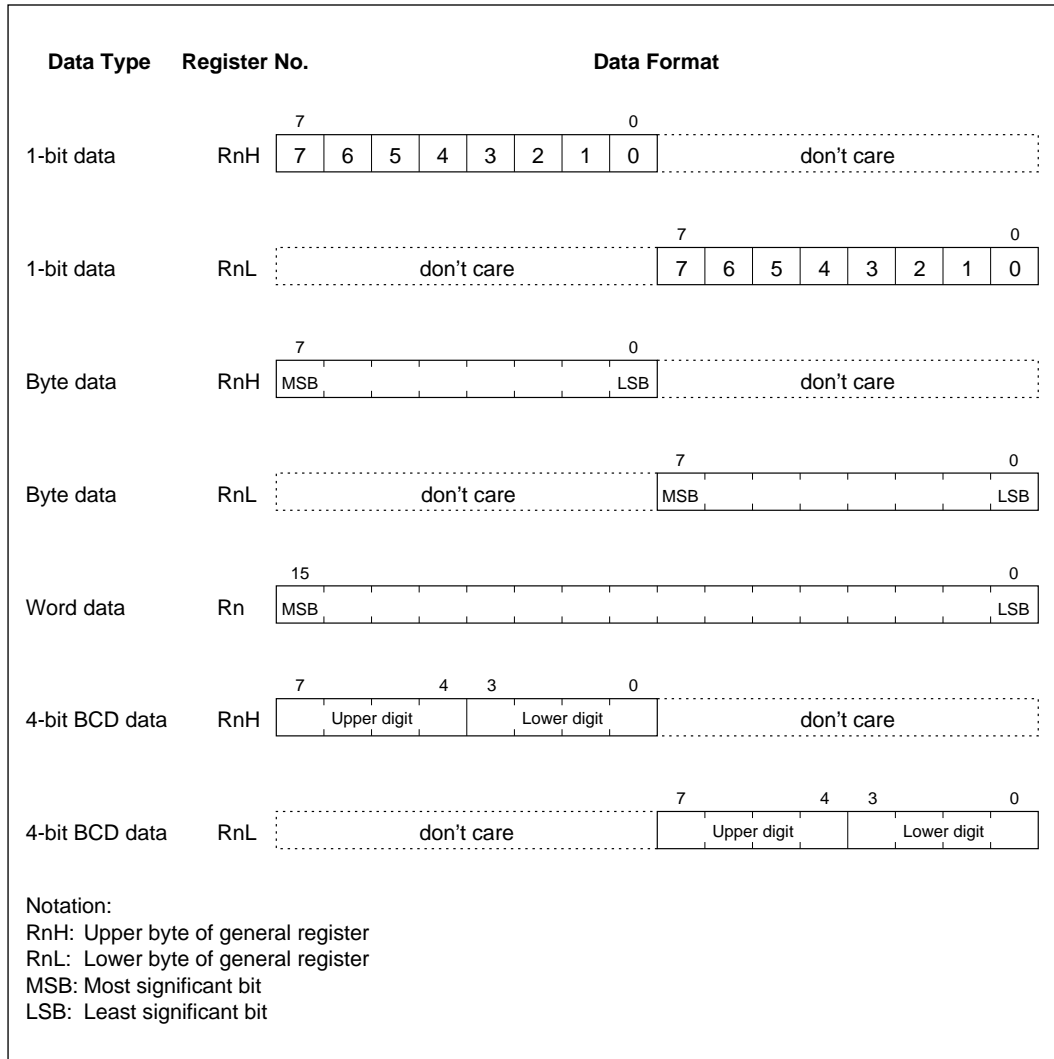 Data Type Register No. Data Format
7 0
1-bit data RnH 7 6 5 4 3 2 1 0 don't care
7 0
1-bit data RnL don't care 7 6 5 4 3 2 1 0
7 0
Byte data RnH MSB LSB don't care
7 0
Byte data RnL don't care MSB LSB
15 0
Word data Rn MSB LSB
7 4 3 0
4-bit BCD data RnH Upper digit Lower digit don't care
7 4 3 0
4-bit BCD data RnL don't care Upper digit Lower digit
Notation:
RnH: Upper byte of general register
RnL: Lower byte of general register
MSB: Most significant bit
LSB: Least significant bit